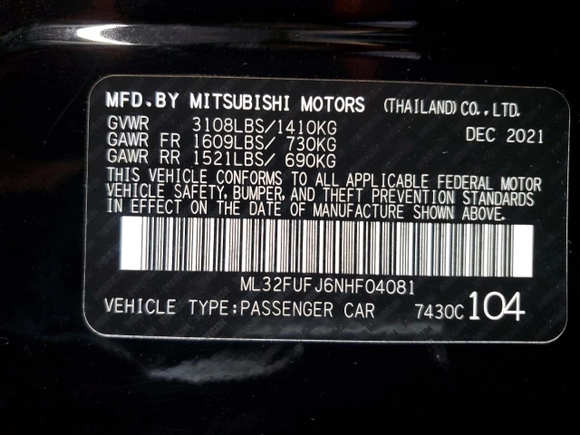 MFD.BY MITSUBISHI MOTORS (THAILAND) CO., LTD.
GVWR 3108LBS/1410KG DEC 2021
GAWR FR 1609LBS/ 730KG
GAWR RR 1521LBS/ 690KG
THIS VEHICLE CONFORMS TO ALL APPLICABLE FEDERAL MOTOR
VEHICLE SAFETY, BUMPER, AND THEFT PREVENTION STANDARDS
IN EFFECT ON THE DATE OF MANUFACTURE SHOWN ABOVE.
ML32FUFJ6NHF04081
VEHICLE TYPE:PASSENGER CAR 7430C 104